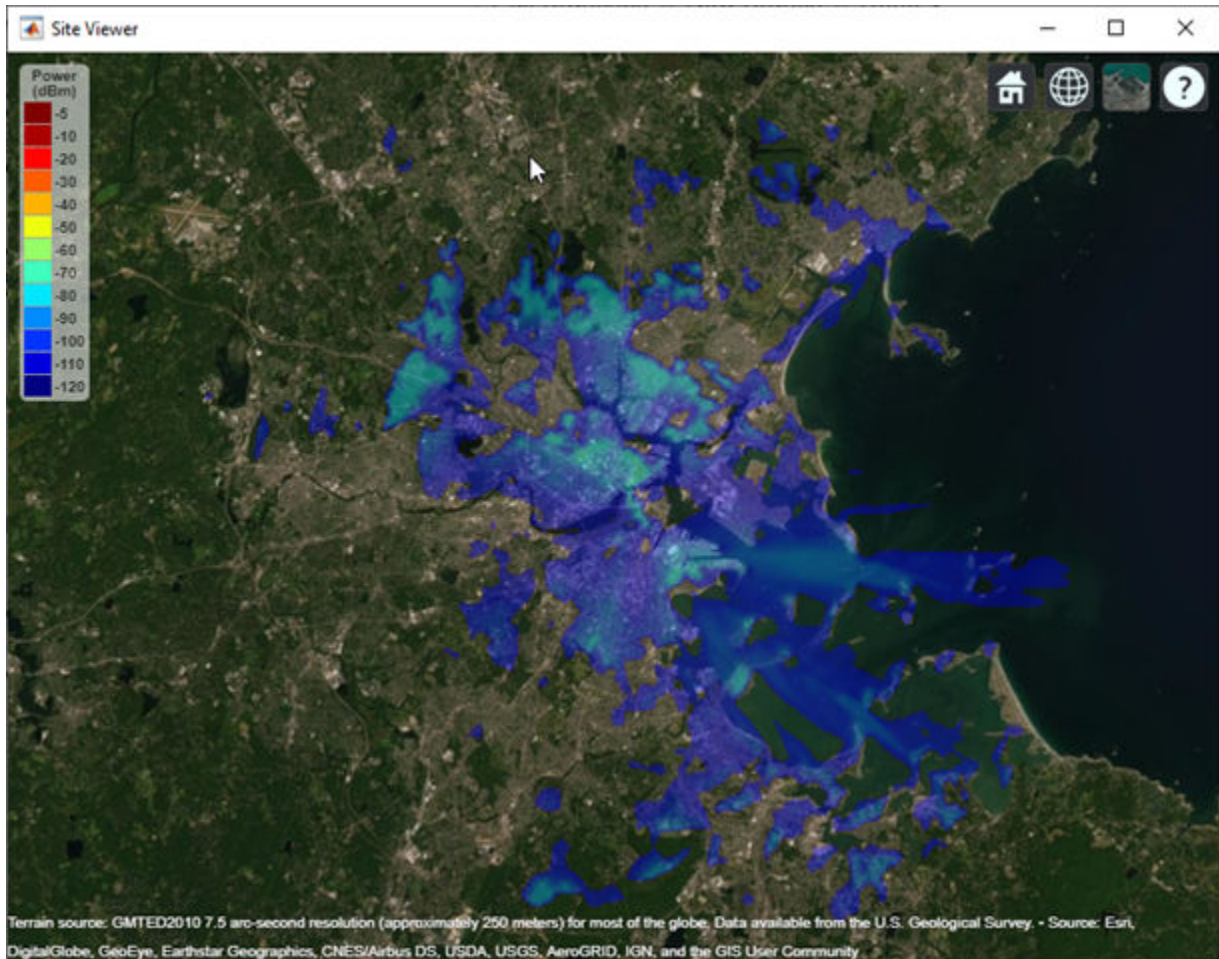 Site Viewer
Power
(dBm)
-5
-10
-20
-30
-40
-50
-60
-70
-80
-90
-100
-110
-120
?
Terrain source: GMTED2010 7.5 arc-second resolution (approximately 250 meters) for most of the globe. Data available from the U.S. Geological Survey. - Source: Esri,
DigitalGlobe, GeoEye, Earthstar Geographics, CNES/Airbus DS, USDA, USGS, AeroGRID, IGN, and the GIS User Community